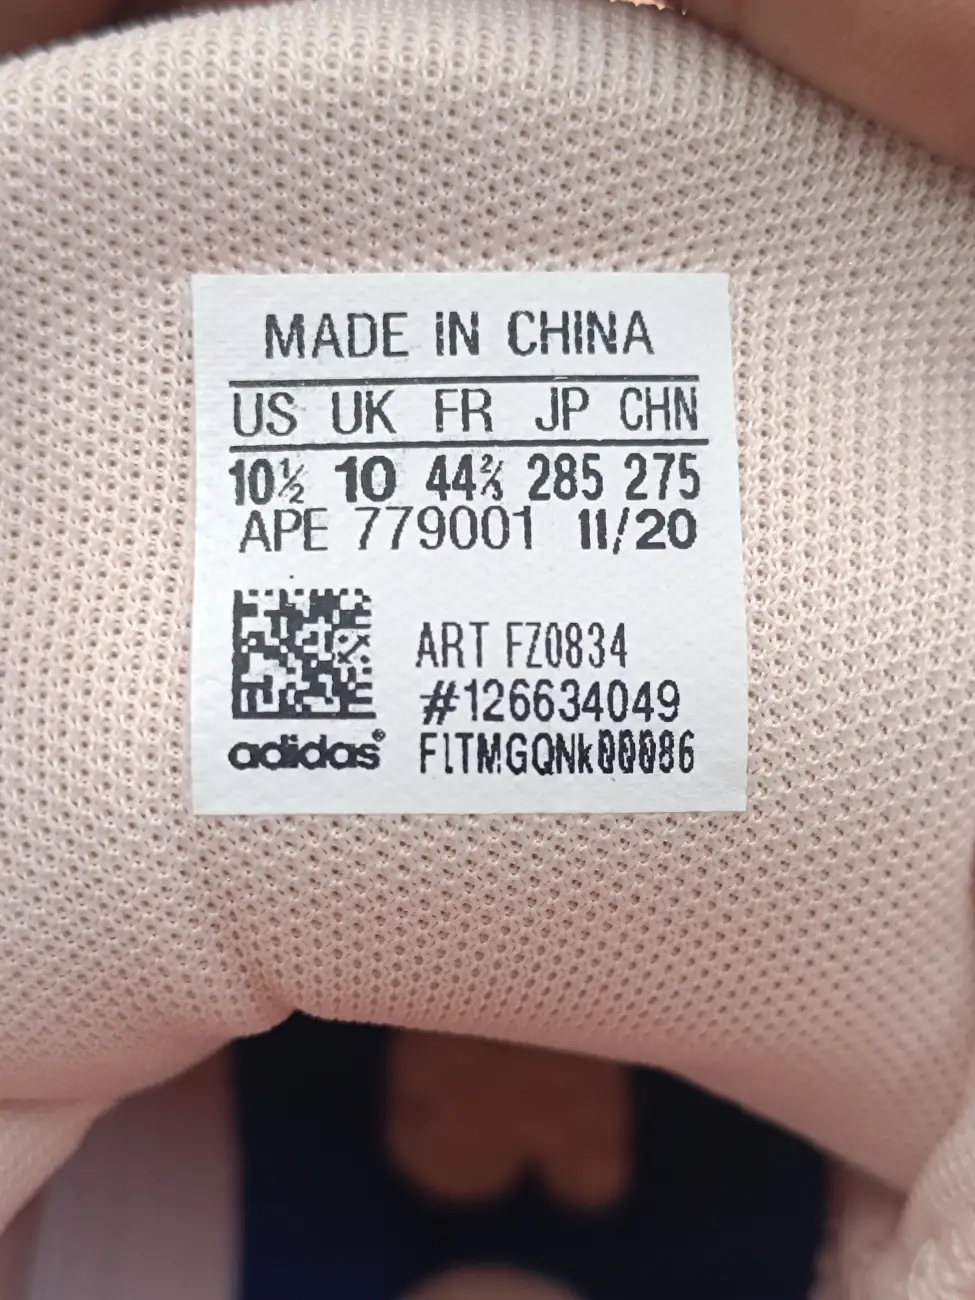 MADE IN CHINA
US UK FR JP CHN
10½ 10 44⅔ 285 275
APE 779001 11/20
ART FZ0834
#126634049
adidas® F1TMGQNk00086